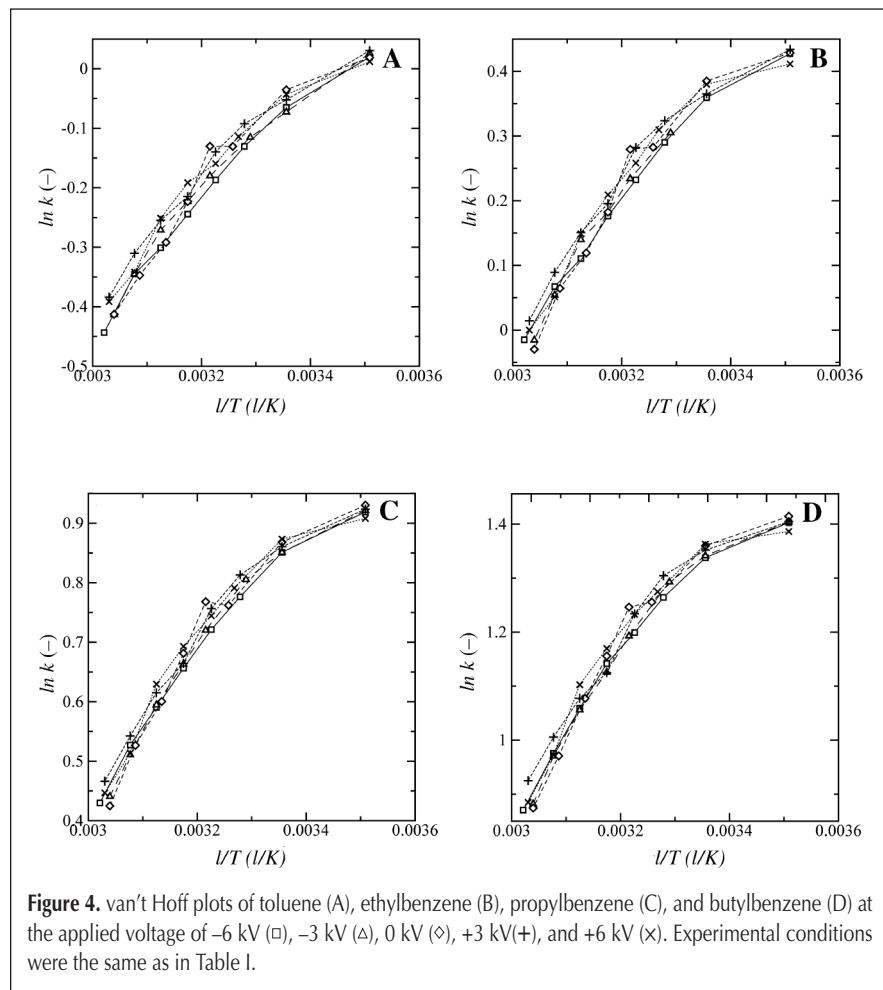 A
0
-0.1
-0.2
-0.3
-0.4
-0.5
ln k (–)
0.003 0.0032 0.0034 0.0036
l/T (l/K)
B
0.4
0.3
0.2
0.1
0
ln k (–)
0.003 0.0032 0.0034 0.0036
l/T (l/K)
C
0.9
0.8
0.7
0.6
0.5
0.4
ln k (–)
0.003 0.0032 0.0034 0.0036
l/T (l/K)
D
1.4
1.2
1
ln k (–)
0.003 0.0032 0.0034 0.0036
l/T (l/K)
Figure 4. van't Hoff plots of toluene (A), ethylbenzene (B), propylbenzene (C), and butylbenzene (D) at
the applied voltage of –6 kV (□), –3 kV (△), 0 kV (◇), +3 kV(+), and +6 kV (×). Experimental conditions
were the same as in Table I.